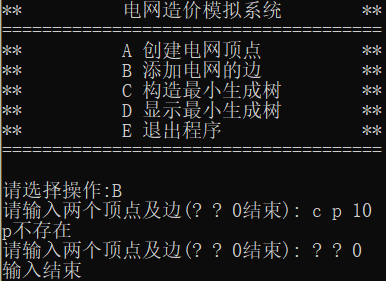 ** 电网造价模拟系统 **
======================================
** A 创建电网顶点 **
** B 添加电网的边 **
** C 构造最小生成树 **
** D 显示最小生成树 **
** E 退出程序 **
======================================
请选择操作:B
请输入两个顶点及边(? ? 0结束): c p 10
p不存在
请输入两个顶点及边(? ? 0结束): ? ? 0
输入结束